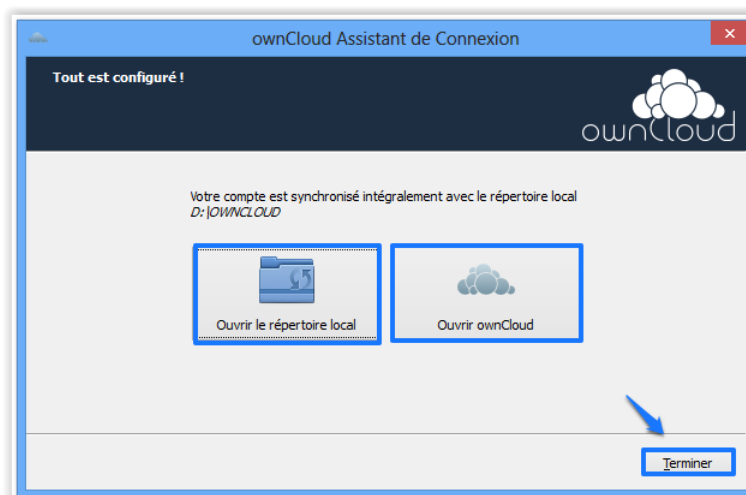 ownCloud Assistant de Connexion
Tout est configuré !
ownCloud
Votre compte est synchronisé intégralement avec le répertoire local
D:\OWNCLOUD
Ouvrir le répertoire local
Ouvrir ownCloud
Terminer